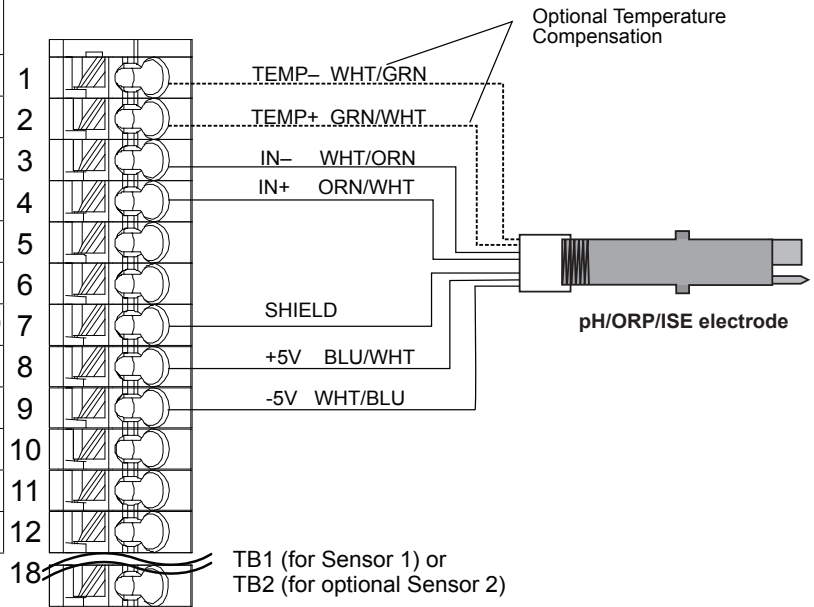 Optional Temperature
Compensation
1 TEMP– WHT/GRN
2 TEMP+ GRN/WHT
3 IN– WHT/ORN
4 IN+ ORN/WHT
5
6
7 SHIELD
8 +5V BLU/WHT
9 -5V WHT/BLU
10
11
12
18
pH/ORP/ISE electrode
TB1 (for Sensor 1) or
TB2 (for optional Sensor 2)